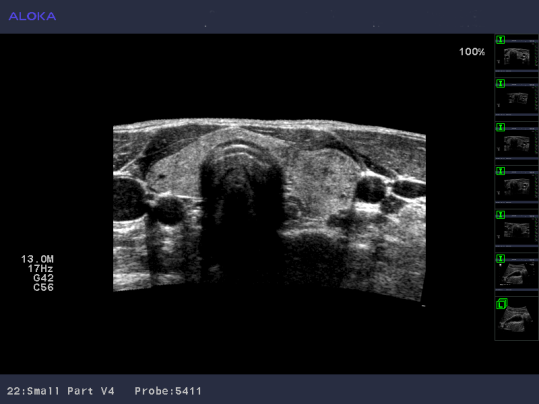 ALOKA
100%
13.0M
17Hz
G42
C56
22:Small Part V4 Probe:5411